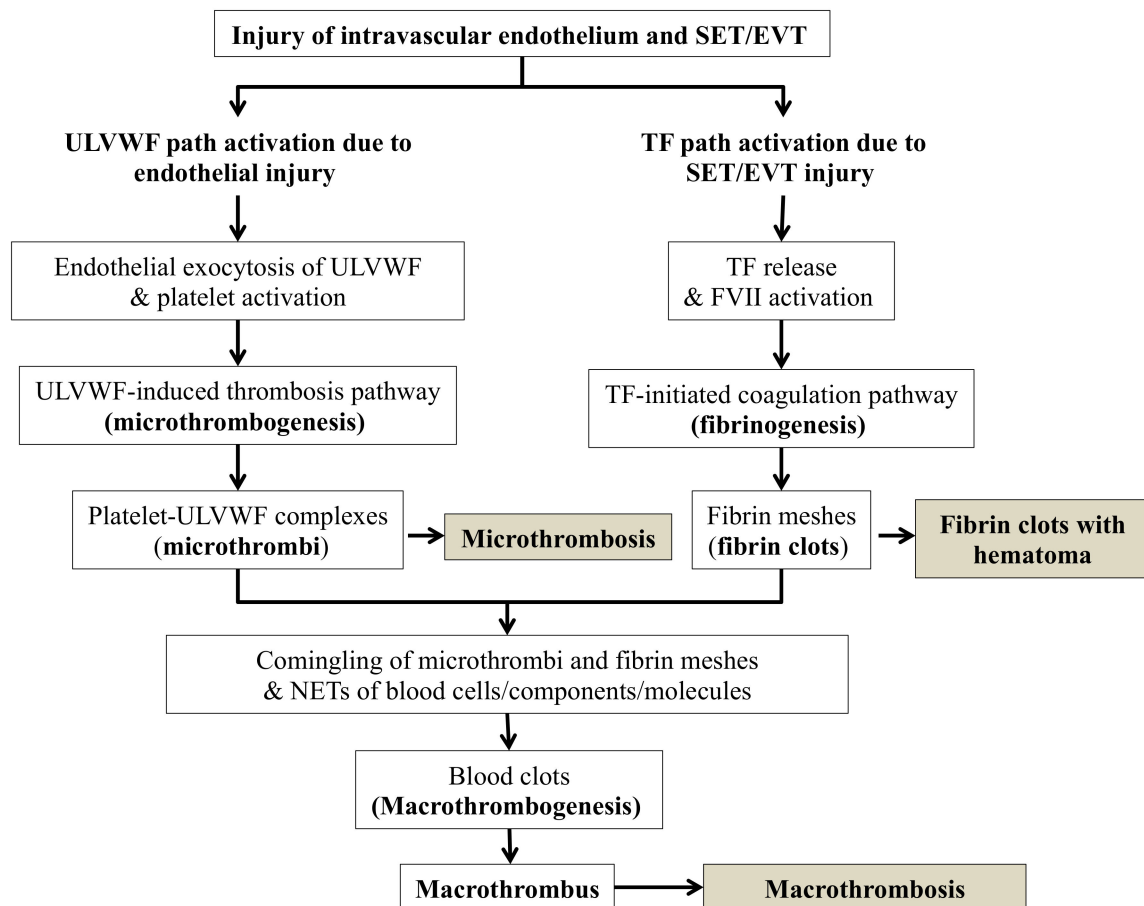 Injury of intravascular endothelium and SET/EVT
ULVWF path activation due to
endothelial injury
TF path activation due to
SET/EVT injury
Endothelial exocytosis of ULVWF
& platelet activation
TF release
& FVII activation
ULVWF-induced thrombosis pathway
(microthrombogenesis)
TF-initiated coagulation pathway
(fibrinogenesis)
Platelet-ULVWF complexes
(microthrombi)
Microthrombosis
Fibrin meshes
(fibrin clots)
Fibrin clots with
hematoma
Comingling of microthrombi and fibrin meshes
& NETs of blood cells/components/molecules
Blood clots
(Macrothrombogenesis)
Macrothrombus
Macrothrombosis